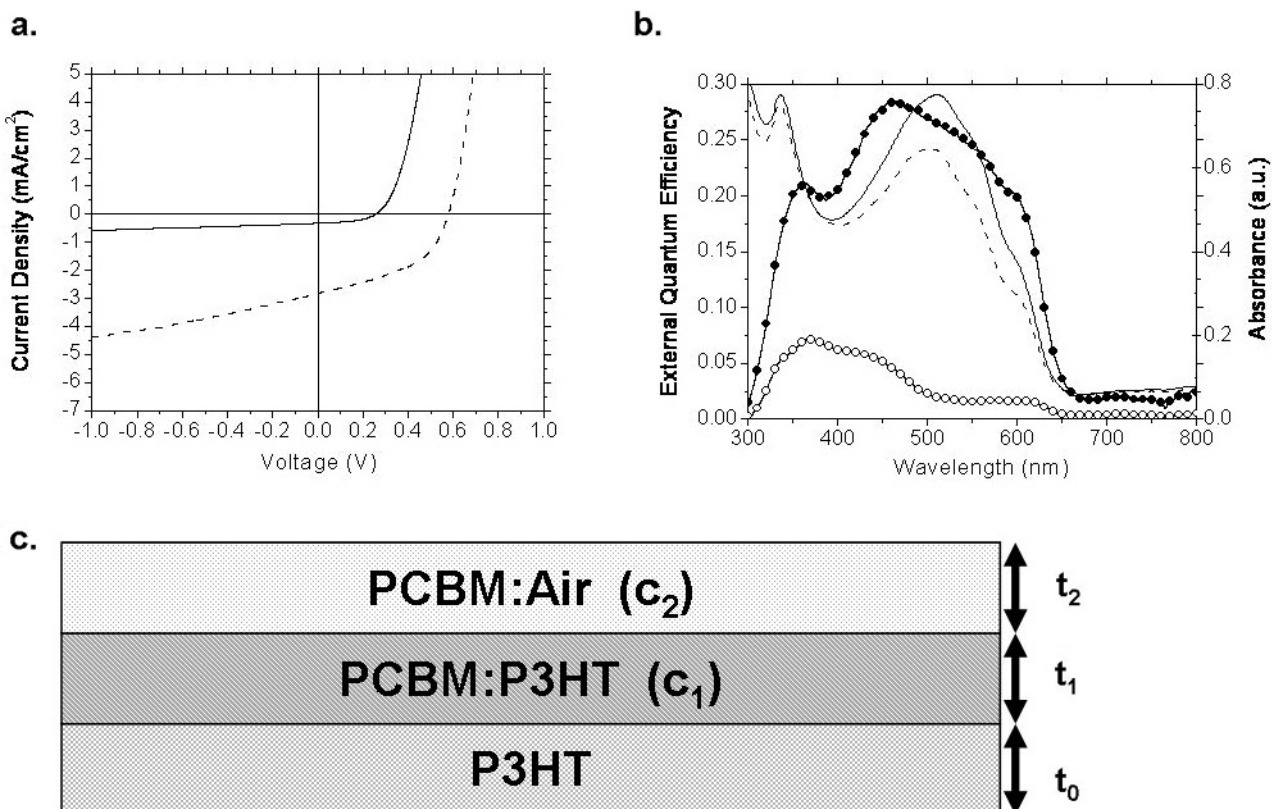 a.
5
4
3
2
1
0
-1
-2
-3
-4
-5
-6
-7
Current Density (mA/cm²)
-1.0 -0.8 -0.6 -0.4 -0.2 0.0 0.2 0.4 0.6 0.8 1.0
Voltage (V)
b.
0.30
0.25
0.20
0.15
0.10
0.05
0.00
External Quantum Efficiency
0.8
0.6
0.4
0.2
0.0
Absorbance (a.u.)
300 400 500 600 700 800
Wavelength (nm)
c.
PCBM:Air (c₂)
t₂
PCBM:P3HT (c₁)
t₁
P3HT
t₀